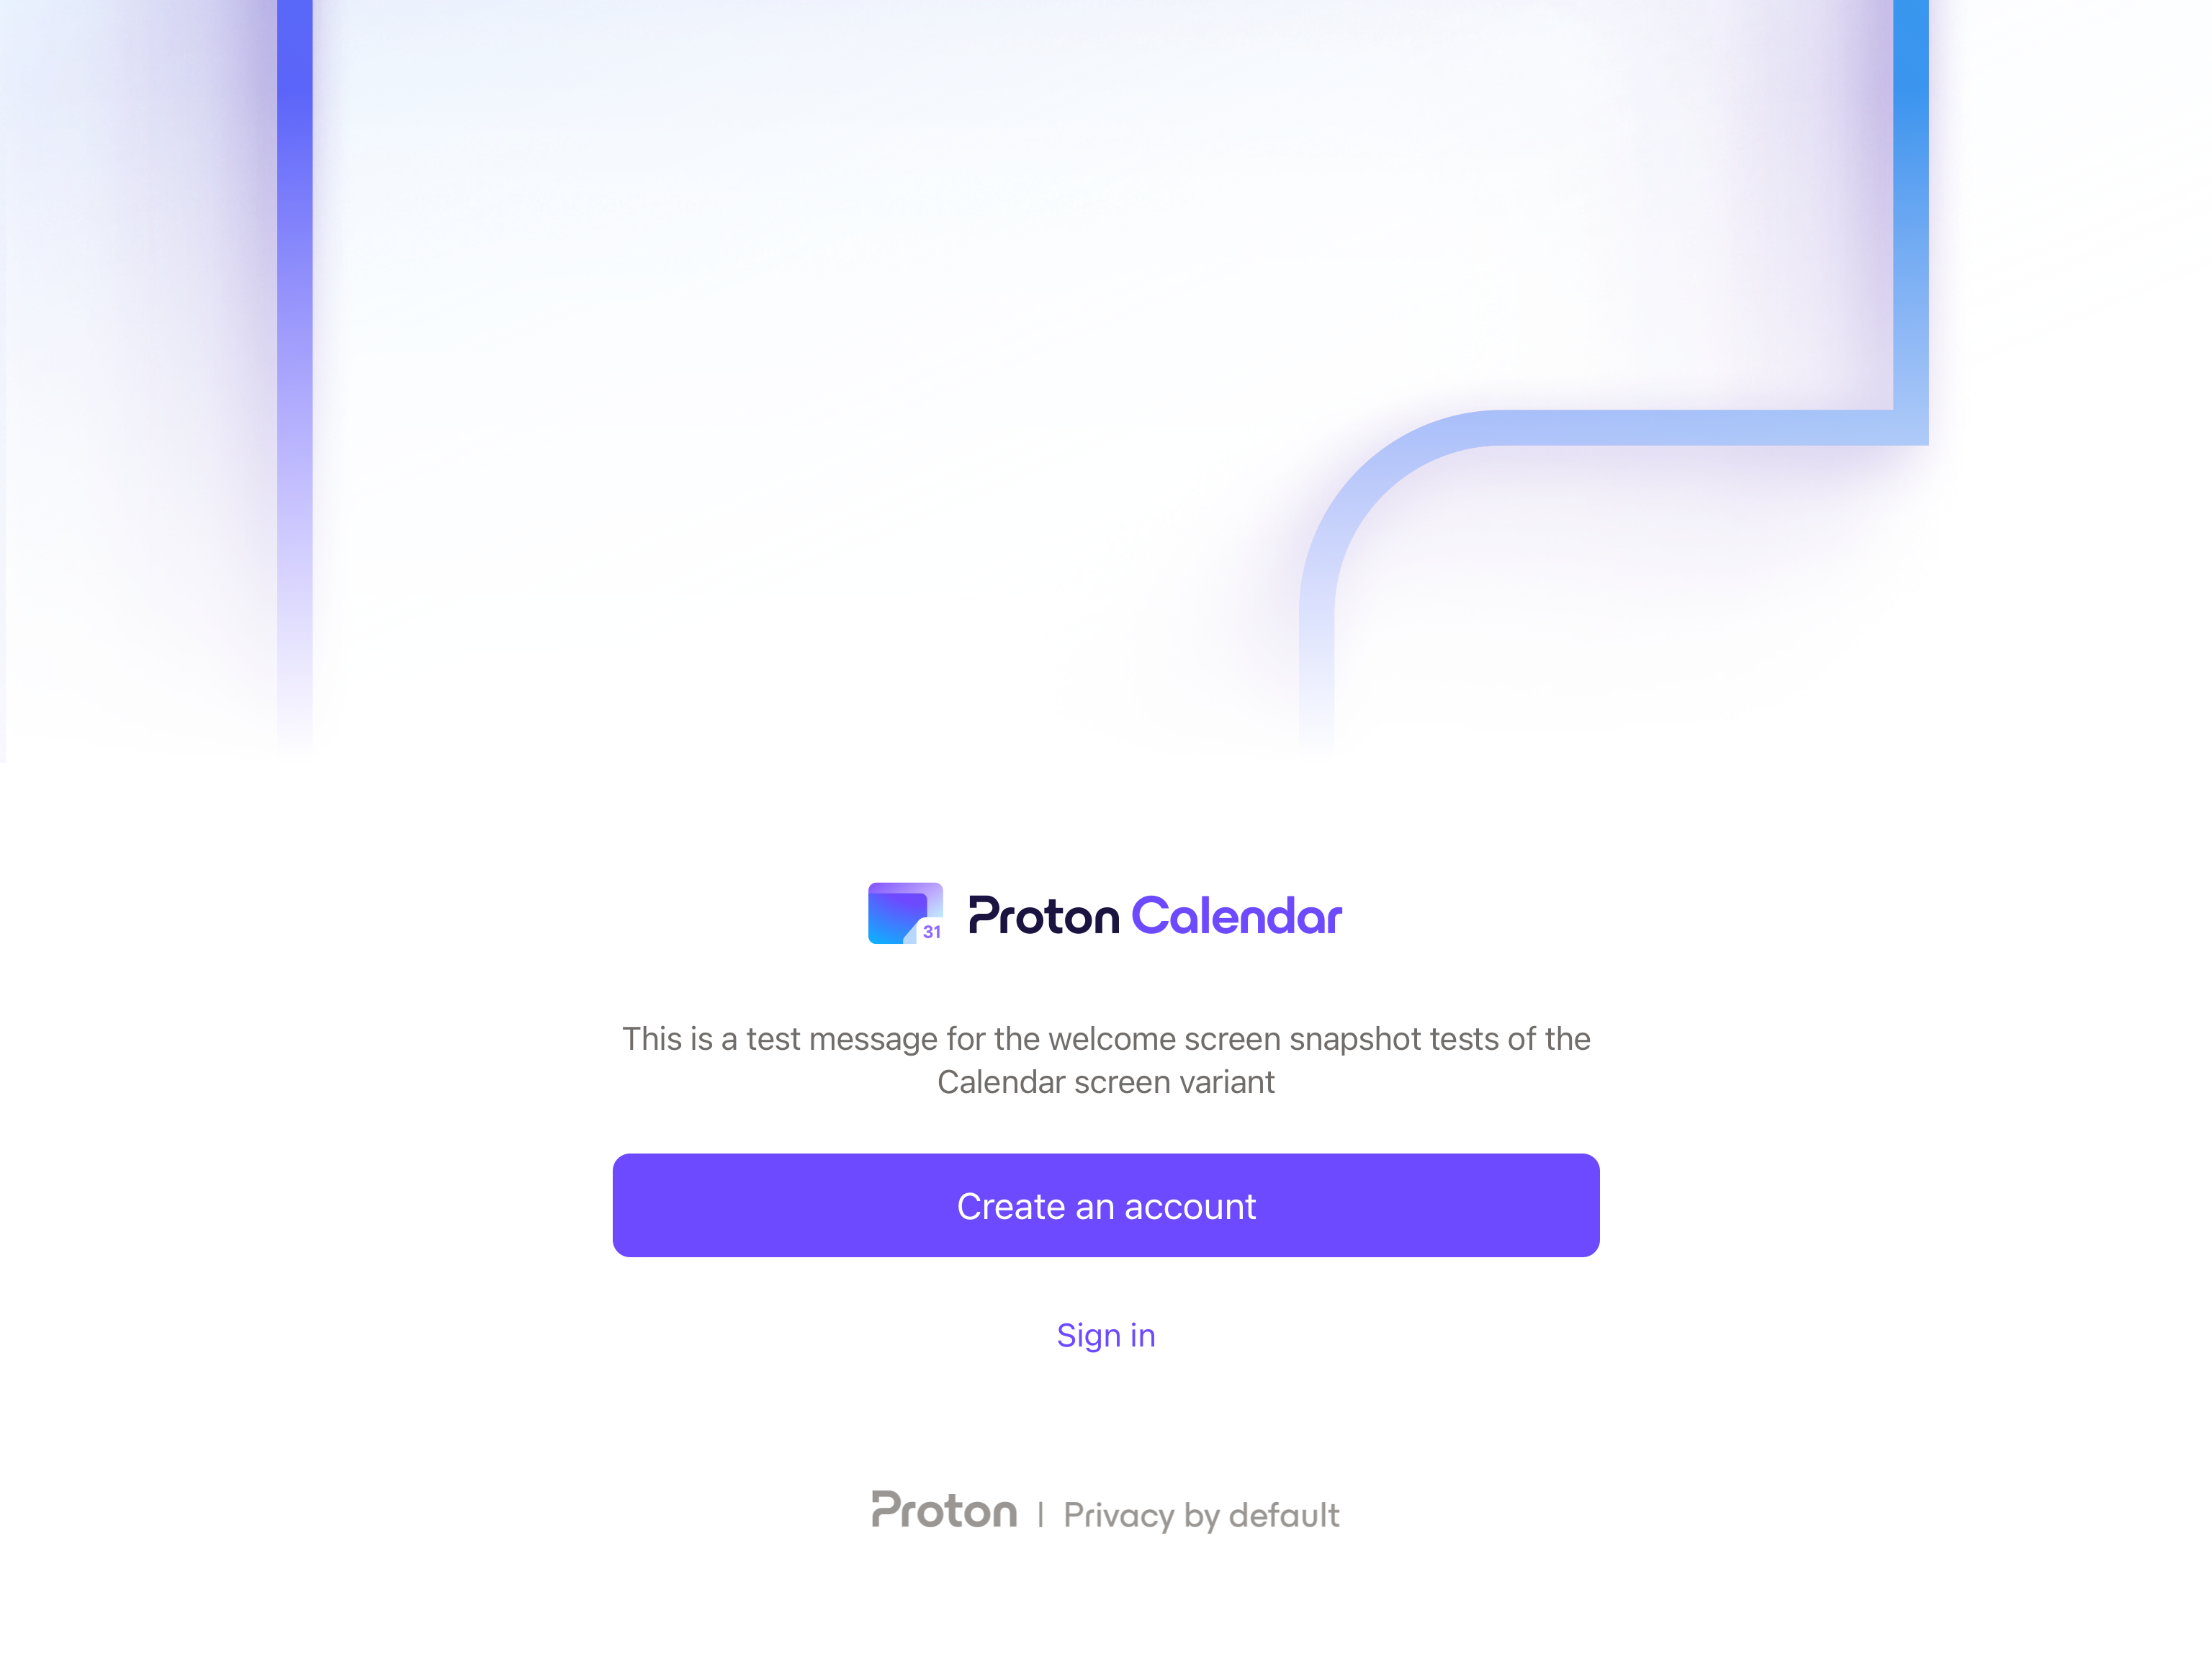 31
Proton Calendar
This is a test message for the welcome screen snapshot tests of the
Calendar screen variant
Create an account
Sign in
Proton | Privacy by default